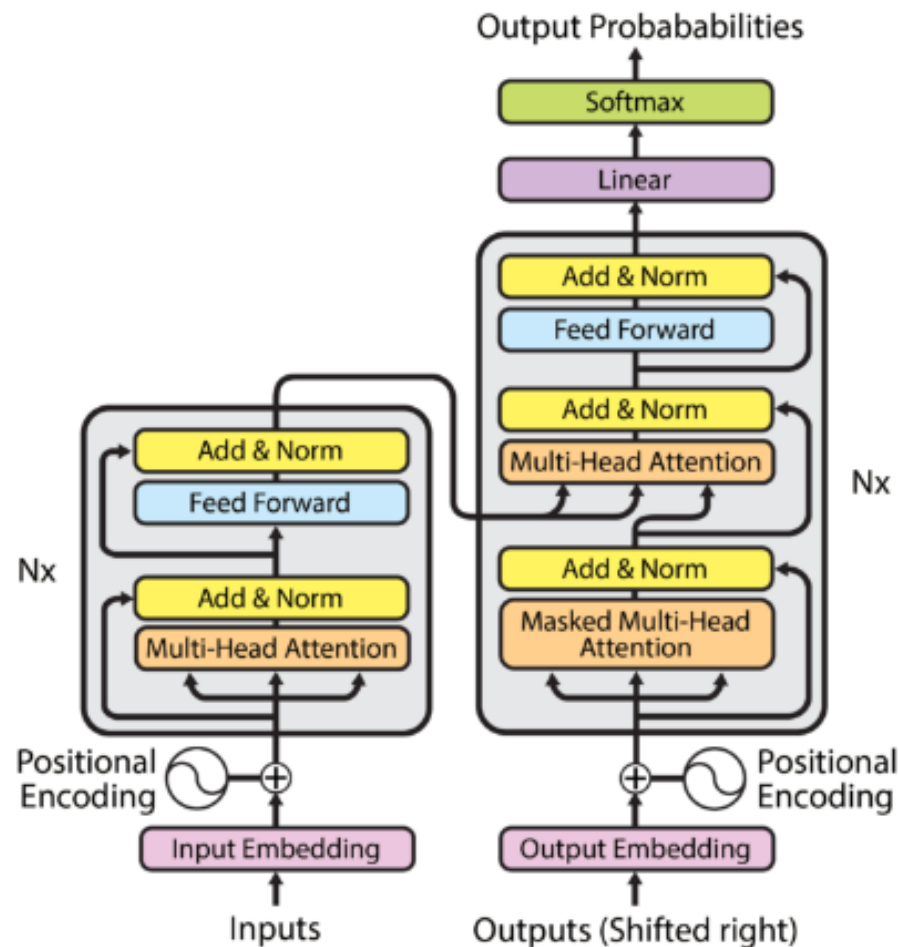 Output Probababilities
Softmax
Linear
Add & Norm
Feed Forward
Add & Norm
Multi-Head Attention
Nx
Add & Norm
Masked Multi-Head
Attention
Add & Norm
Feed Forward
Nx
Add & Norm
Multi-Head Attention
Positional
Encoding
Positional
Encoding
Input Embedding
Output Embedding
Inputs
Outputs (Shifted right)